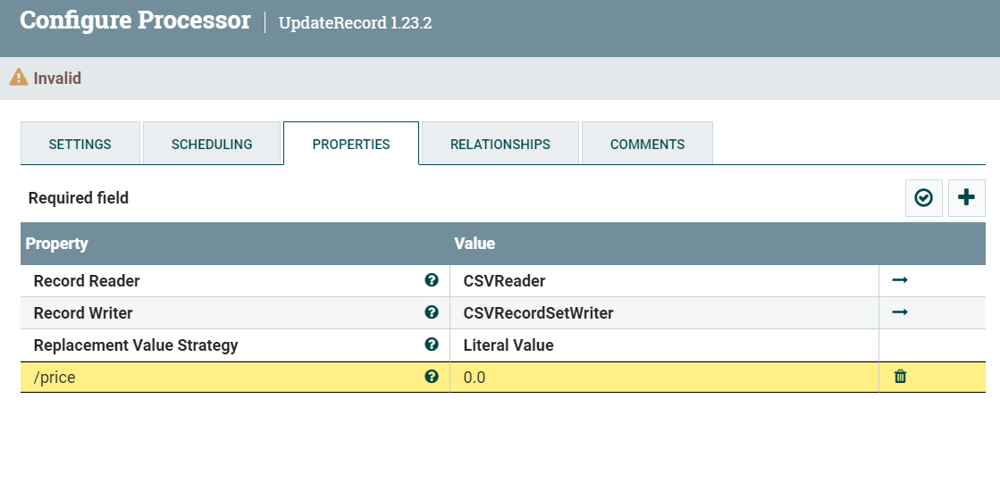 Configure Processor | UpdateRecord 1.23.2
Invalid
SETTINGS SCHEDULING PROPERTIES RELATIONSHIPS COMMENTS
Required field
Property Value
Record Reader CSVReader
Record Writer CSVRecordSetWriter
Replacement Value Strategy Literal Value
/price 0.0